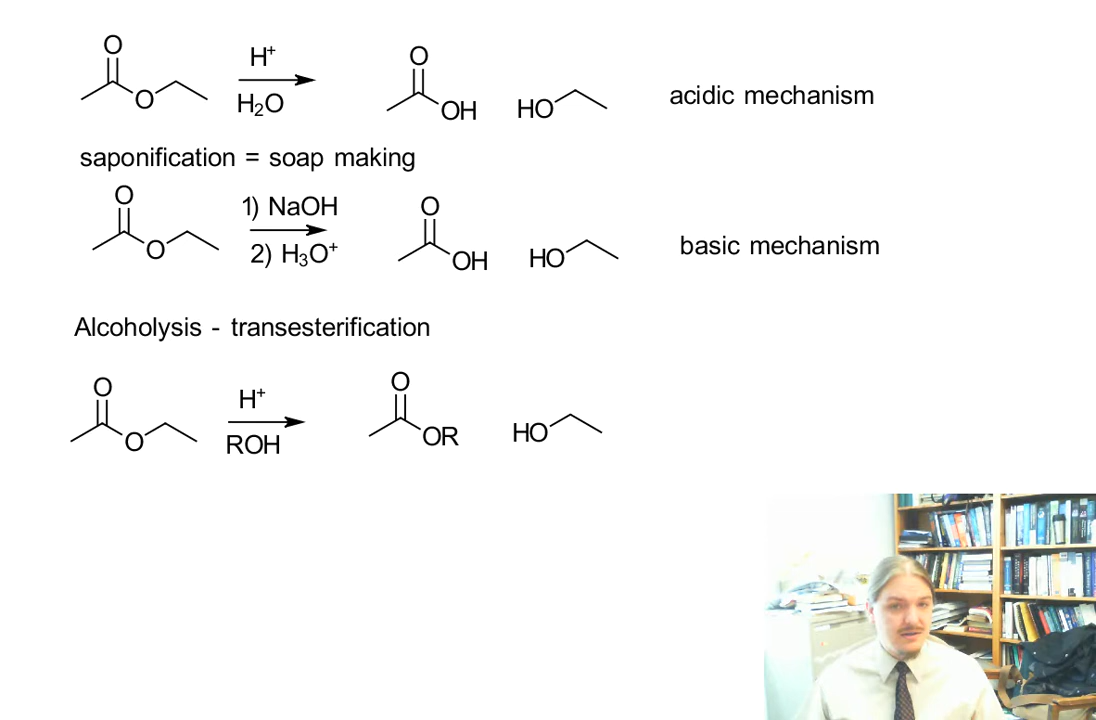 O
O
H⁺
H₂O
O
OH
HO
acidic mechanism
saponification = soap making
O
O
1) NaOH
2) H₃O⁺
O
OH
HO
basic mechanism
Alcoholysis - transesterification
O
O
H⁺
ROH
O
OR
HO